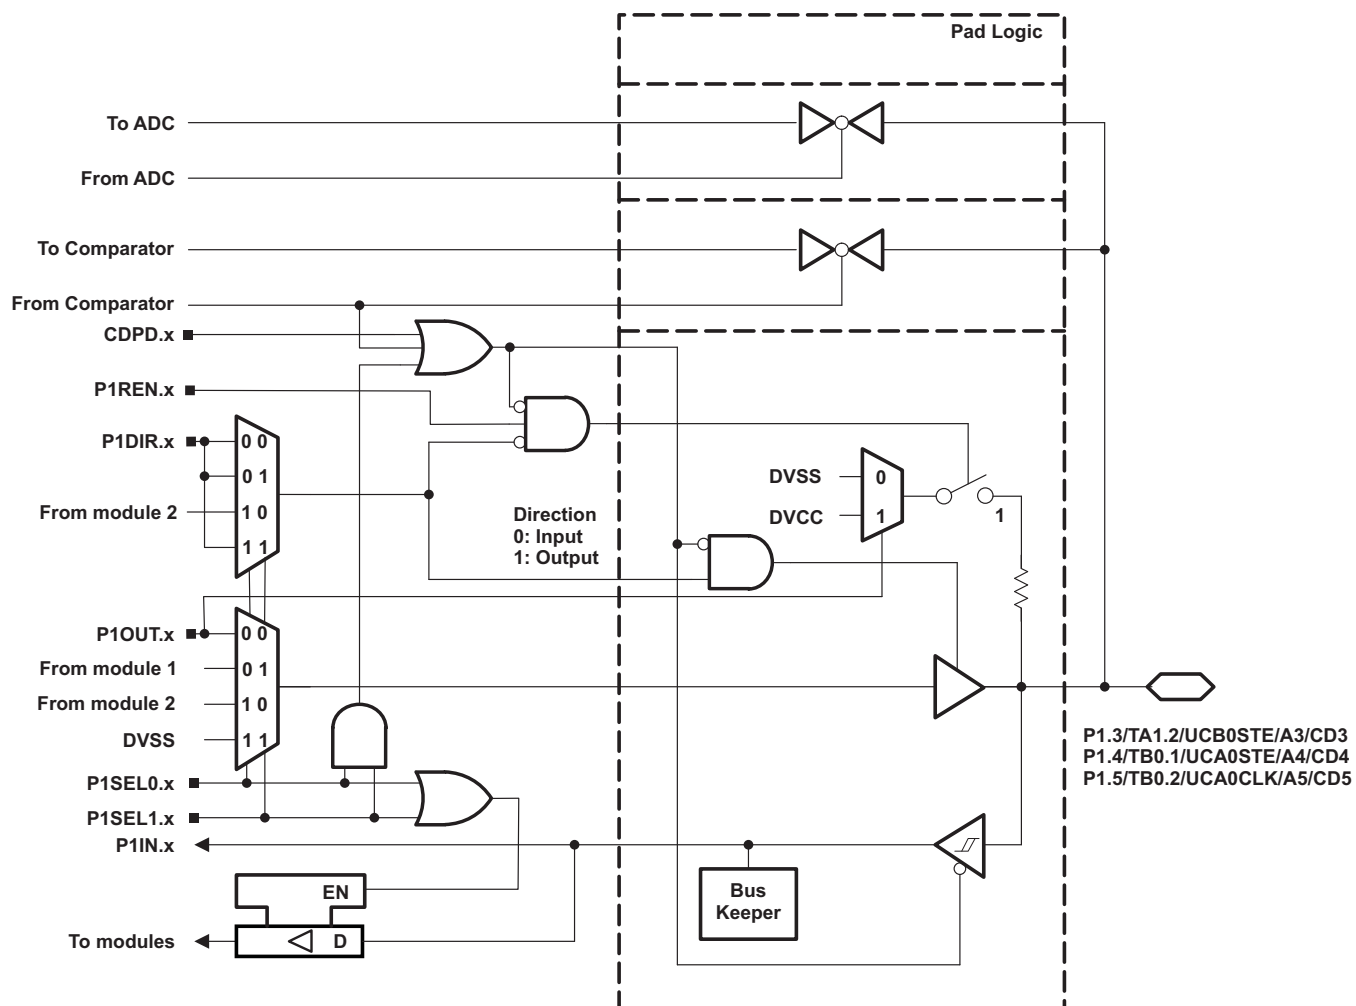 Pad Logic
To ADC
From ADC
To Comparator
From Comparator
CDPD.x
P1REN.x
P1DIR.x
0 0
0 1
From module 2
1 0
1 1
Direction
0: Input
1: Output
DVSS
0
DVCC
1
1
P1OUT.x
0 0
From module 1
0 1
From module 2
1 0
DVSS
1 1
P1.3/TA1.2/UCB0STE/A3/CD3
P1.4/TB0.1/UCA0STE/A4/CD4
P1.5/TB0.2/UCA0CLK/A5/CD5
P1SEL0.x
P1SEL1.x
P1IN.x
EN
Bus
Keeper
To modules
D